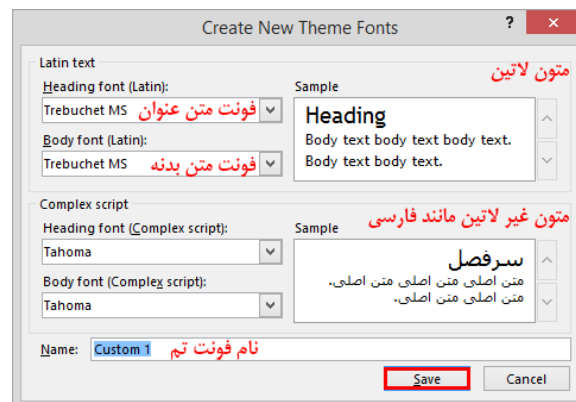 Create New Theme Fonts ? ×
Latin text
متون لاتین
Heading font (Latin):
Sample
Trebuchet MS
فونت متن عنوان
Heading
Body text body text body text.
Body text body text.
Body font (Latin):
Trebuchet MS
فونت متن بدنه
Complex script
متون غیر لاتین مانند فارسی
Heading font (Complex script):
Sample
Tahoma
سرفصل
متن اصلی متن اصلی متن اصلی.
متن اصلی متن اصلی.
Body font (Complex script):
Tahoma
Name: Custom 1
نام فونت تم
Save
Cancel